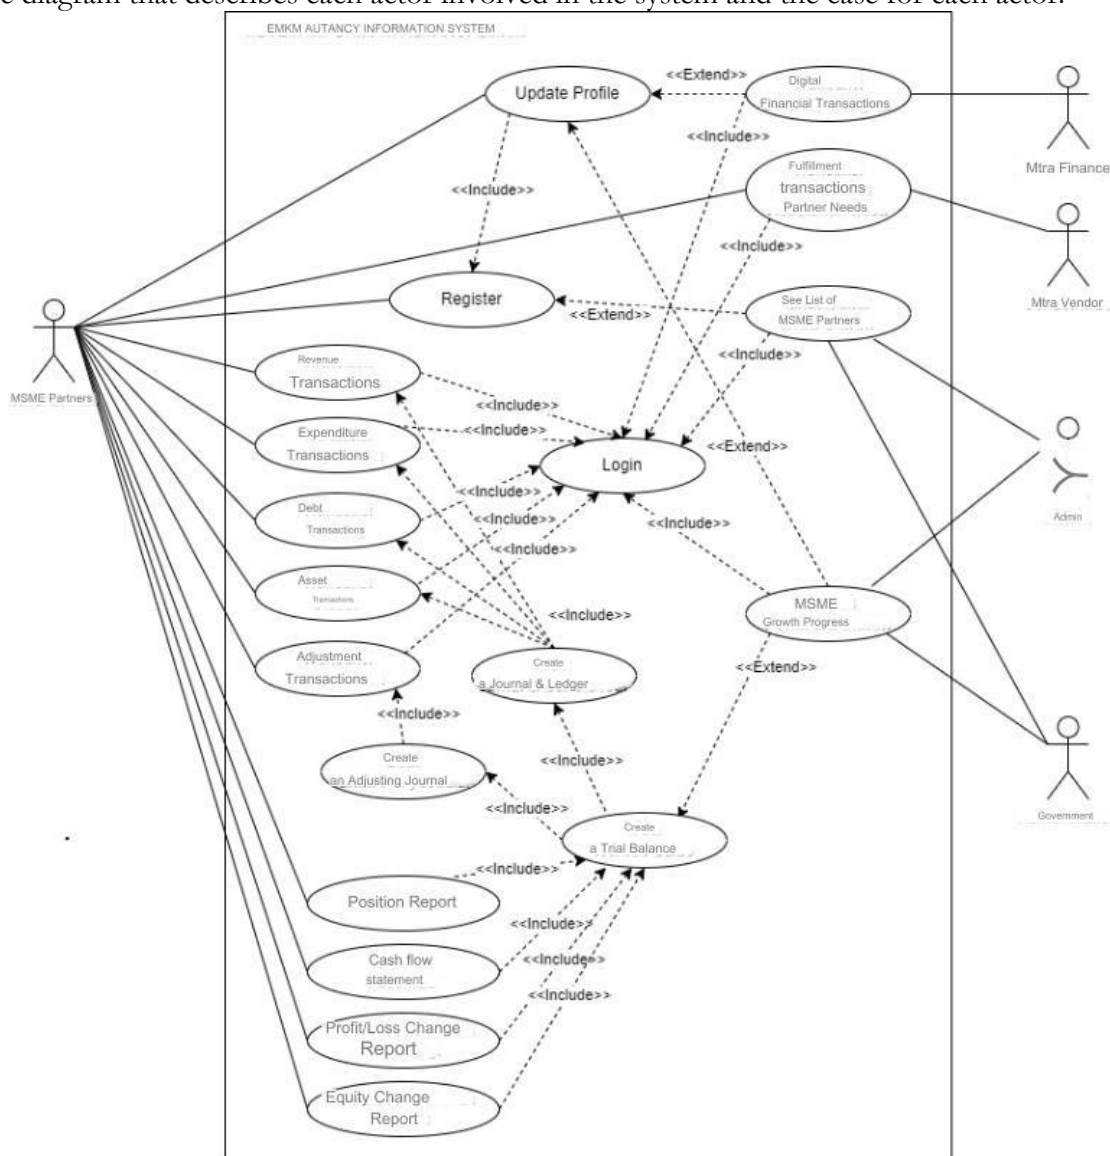 diagram that describes each actor involved in the system and the case for each actor.
EMKM AUTANCY INFORMATION SYSTEM
<<Extend>>
Digital
Financial Transactions
Update Profile
<<Include>>
Mtra Finance
Fulfillment
transactions
Partner Needs
<<Include>>
<<Include>>
Mtra Vendor
Register
<<Extend>>
See List of
MSME Partners
<<Include>>
MSME Partners
Revenue
Transactions
<<Include>>
Expenditure
Transactions
<<Include>>
<<Extend>>
Login
Admin
Debt
Transactions
<<Include>>
<<Include>>
<<Include>>
<<Include>>
Asset
Transactions
<<Include>>
MSME
Growth Progress
Adjustment
Transactions
Create
a Journal & Ledger
<<Extend>>
<<Include>>
Create
an Adjusting Journal
<<Include>>
<<Include>>
Government
Create
a Trial Balance
<<Include>>
Position Report
<<Include>>
Cash flow
statement
<<Include>>
<<Include>>
Profit/Loss Change
Report
Equity Change
Report